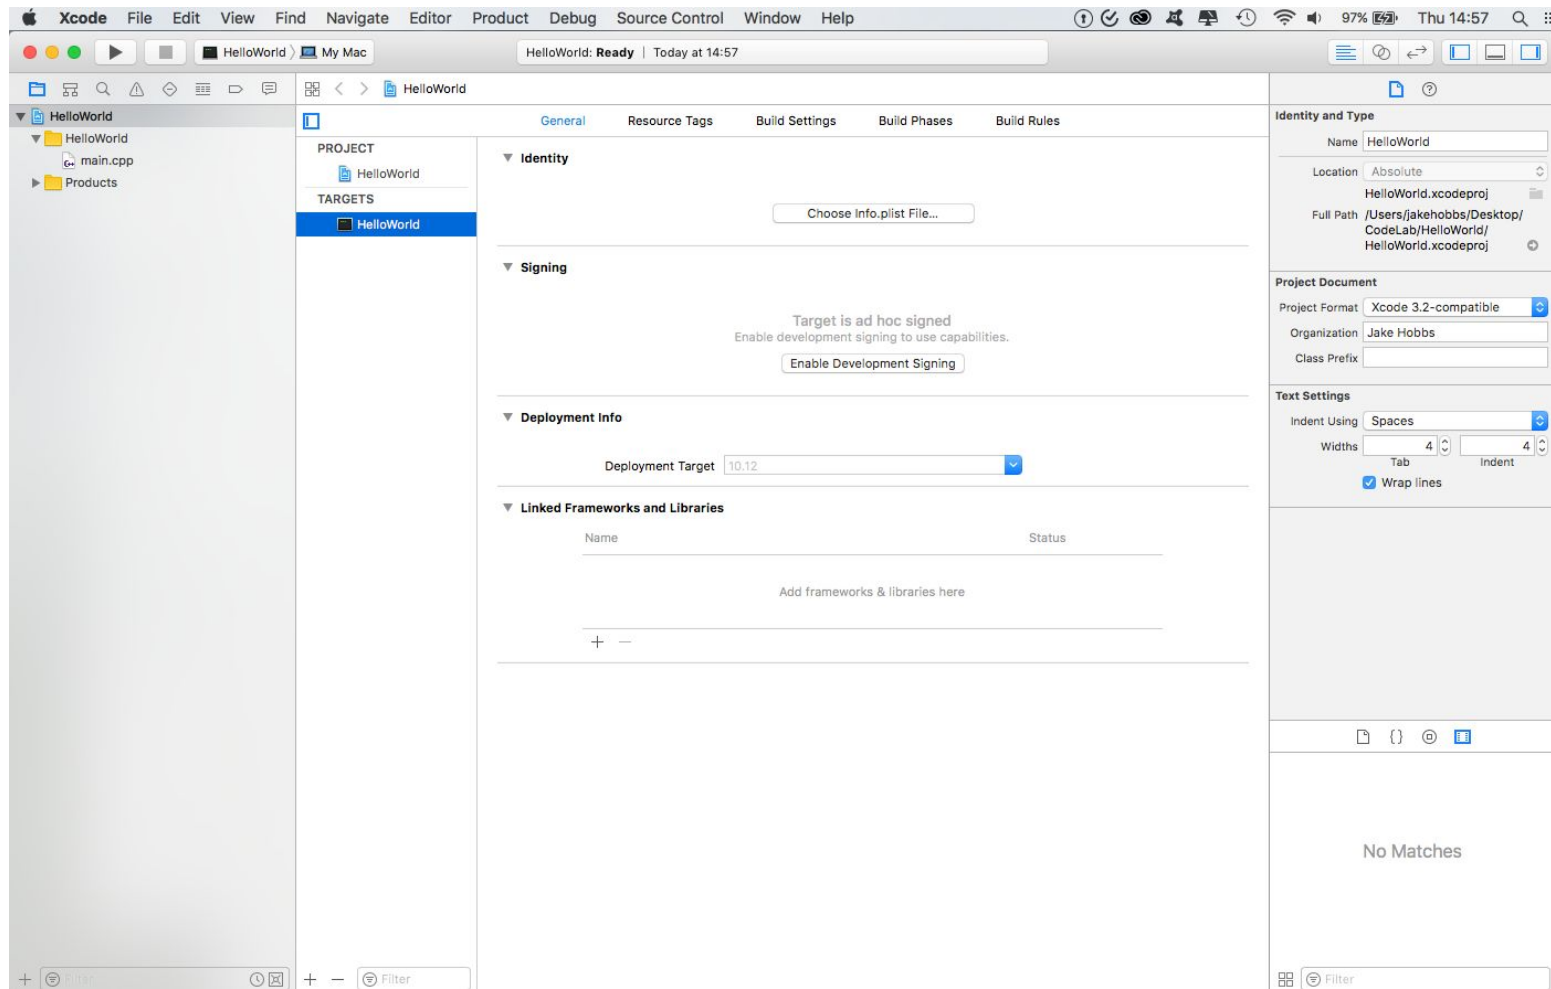 Xcode File Edit View Find Navigate Editor Product Debug Source Control Window Help 97% Thu 14:57
HelloWorld My Mac HelloWorld: Ready | Today at 14:57
HelloWorld
HelloWorld
HelloWorld
main.cpp
Products
General Resource Tags Build Settings Build Phases Build Rules
PROJECT
HelloWorld
TARGETS
HelloWorld
Identity
Choose Info.plist File...
Signing
Target is ad hoc signed
Enable development signing to use capabilities.
Enable Development Signing
Deployment Info
Deployment Target 10.12
Linked Frameworks and Libraries
Name Status
Add frameworks & libraries here
Identity and Type
Name HelloWorld
Location Absolute
HelloWorld.xcodeproj
Full Path /Users/jakehobbs/Desktop/
CodeLab/HelloWorld/
HelloWorld.xcodeproj
Project Document
Project Format Xcode 3.2-compatible
Organization Jake Hobbs
Class Prefix
Text Settings
Indent Using Spaces
Widths 4 4
Tab Indent
Wrap lines
No Matches
Filter Filter Filter